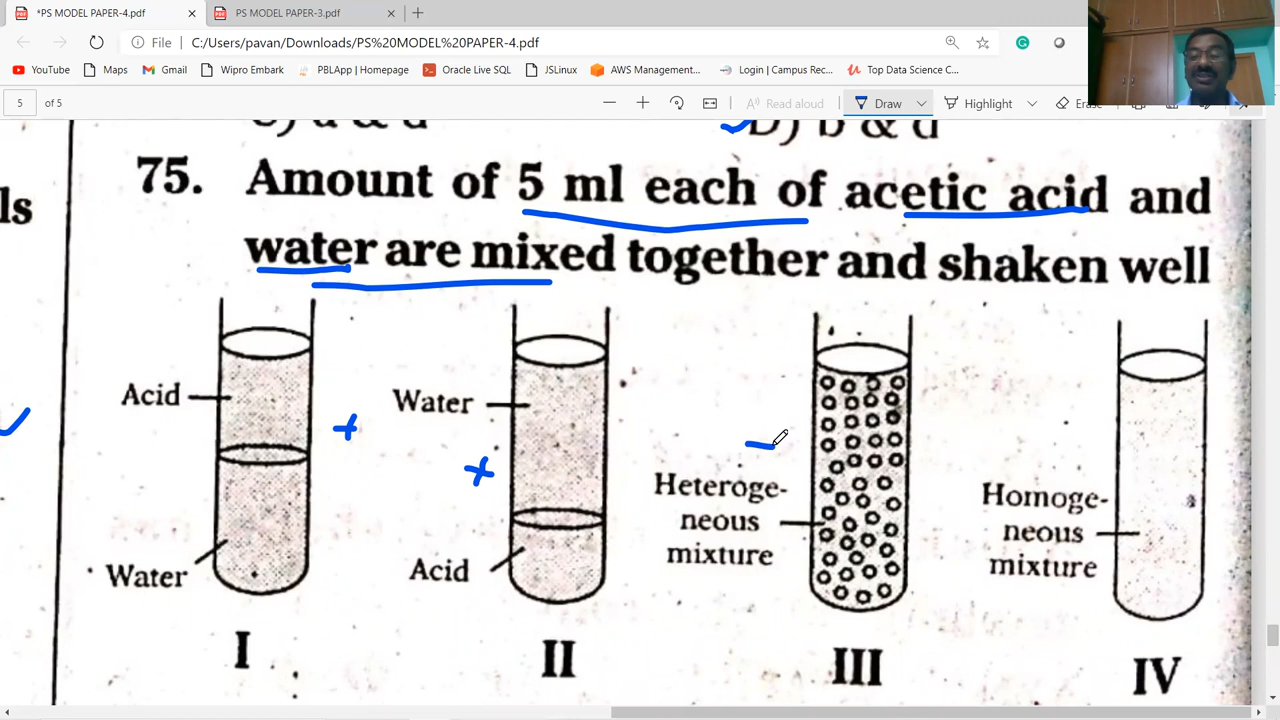 *PS MODEL PAPER-4.pdf
PS MODEL PAPER-3.pdf
File C:/Users/pavan/Downloads/PS%20MODEL%20PAPER-4.pdf
YouTube Maps Gmail Wipro Embark PBLApp | Homepage Oracle Live SQL JSLinux AWS Management... Login | Campus Rec... Top Data Science C...
5 of 5 Read aloud Draw Highlight Erase
C) a & d D) b & d
ls
75. Amount of 5 ml each of acetic acid and
water are mixed together and shaken well
Acid
Water
I
Water
Acid
II
Heteroge-
neous
mixture
III
Homoge-
neous
mixture
IV